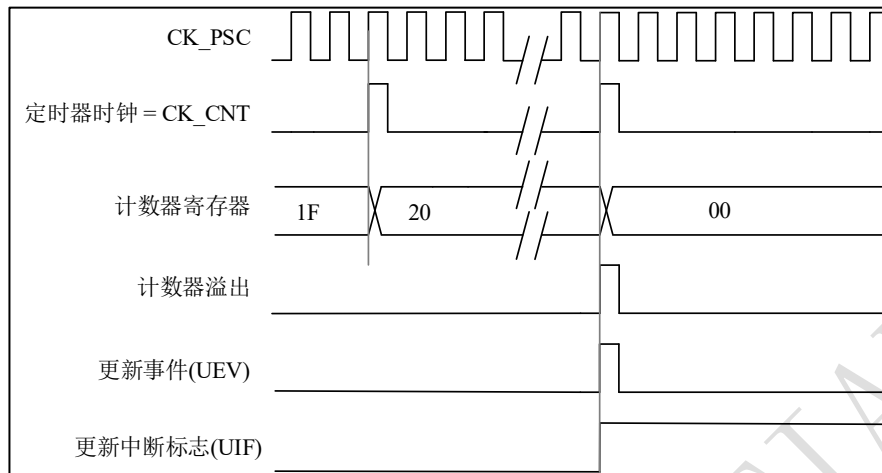 CK_PSC
定时器时钟 = CK_CNT
计数器寄存器
1F 20 00
计数器溢出
更新事件(UEV)
更新中断标志(UIF)